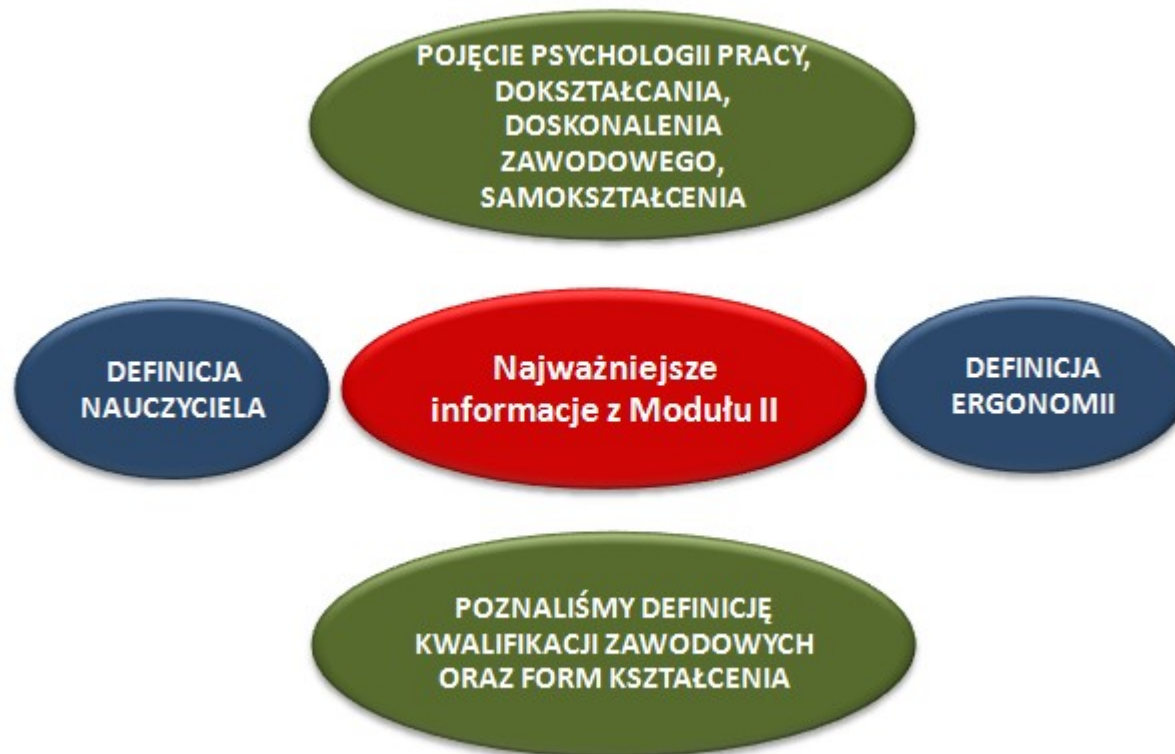 POJĘCIE PSYCHOLOGII PRACY,
DOKSZTAŁCANIA,
DOSKONALENIA
ZAWODOWEGO,
SAMOKSZTAŁCENIA
DEFINICJA
NAUCZYCIELA
Najważniejsze
informacje z Modułu II
DEFINICJA
ERGONOMII
POZNALIŚMY DEFINICJĘ
KWALIFIKACJI ZAWODOWYCH
ORAZ FORM KSZTAŁCENIA